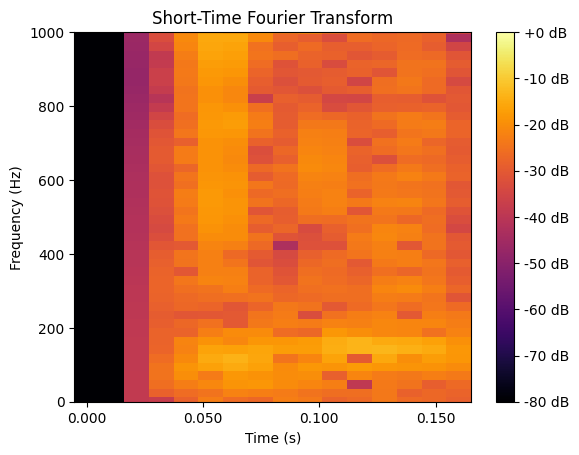 Short-Time Fourier Transform
1000
800
600
400
200
0
Frequency (Hz)
0.000
0.050
0.100
0.150
Time (s)
+0 dB
-10 dB
-20 dB
-30 dB
-40 dB
-50 dB
-60 dB
-70 dB
-80 dB